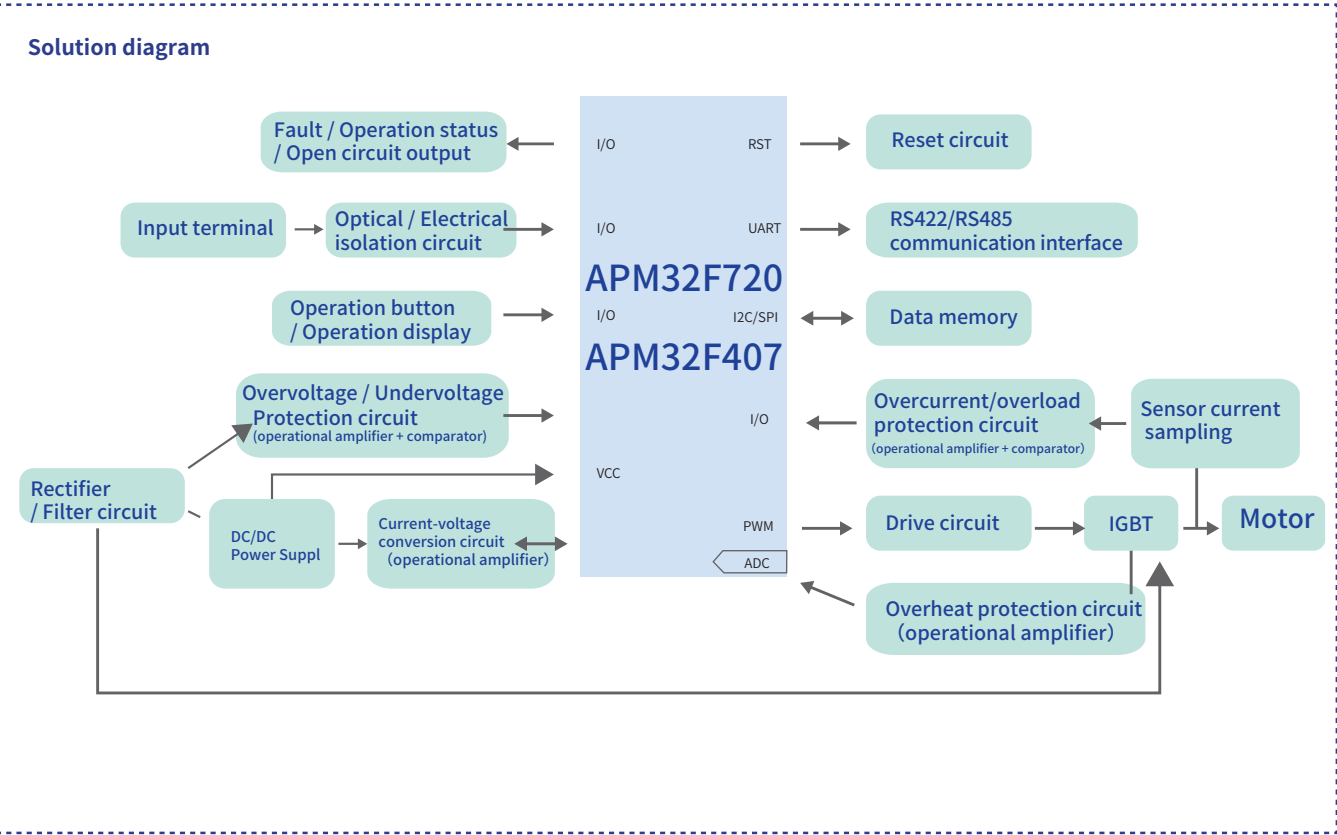 Solution diagram
Fault / Operation status
/ Open circuit output
I/O
RST
Reset circuit
Input terminal
Optical / Electrical
isolation circuit
I/O
UART
RS422/RS485
communication interface
APM32F720
Operation button
/ Operation display
I/O
I2C/SPI
Data memory
APM32F407
Overvoltage / Undervoltage
Protection circuit
(operational amplifier + comparator)
I/O
Overcurrent/overload
protection circuit
(operational amplifier + comparator)
Sensor current
sampling
VCC
Rectifier
/ Filter circuit
DC/DC
Power Suppl
Current-voltage
conversion circuit
(operational amplifier)
PWM
Drive circuit
IGBT
Motor
ADC
Overheat protection circuit
(operational amplifier)